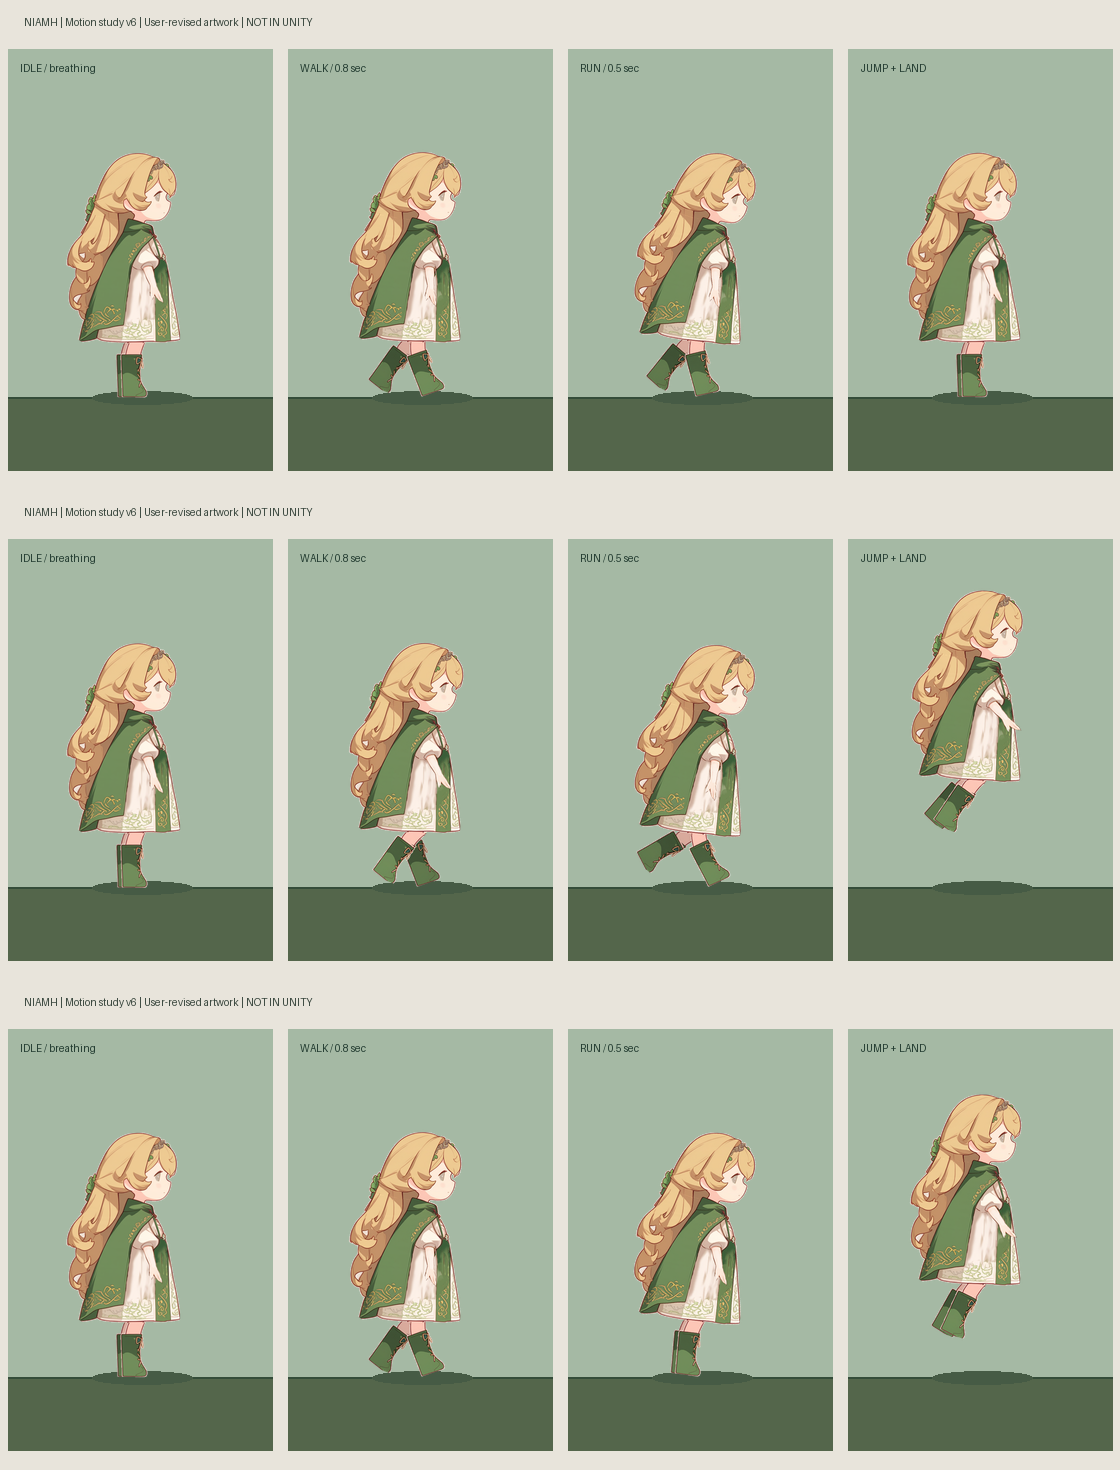 NIAMH | Motion study v6 | User-revised artwork | NOT IN UNITY
IDLE / breathing
WALK / 0.8 sec
RUN / 0.5 sec
JUMP + LAND
NIAMH | Motion study v6 | User-revised artwork | NOT IN UNITY
IDLE / breathing
WALK / 0.8 sec
RUN / 0.5 sec
JUMP + LAND
NIAMH | Motion study v6 | User-revised artwork | NOT IN UNITY
IDLE / breathing
WALK / 0.8 sec
RUN / 0.5 sec
JUMP + LAND